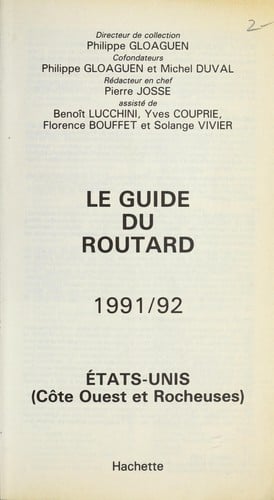 2-
Directeur de collection
Philippe GLOAGUEN
Cofondateurs
Philippe GLOAGUEN et Michel DUVAL
Rédacteur en chef
Pierre JOSSE
assisté de
Benoît LUCCHINI, Yves COUPRIE,
Florence BOUFFET et Solange VIVIER
LE GUIDE
DU
ROUTARD
1991/92
ÉTATS-UNIS
(Côte Ouest et Rocheuses)
Hachette